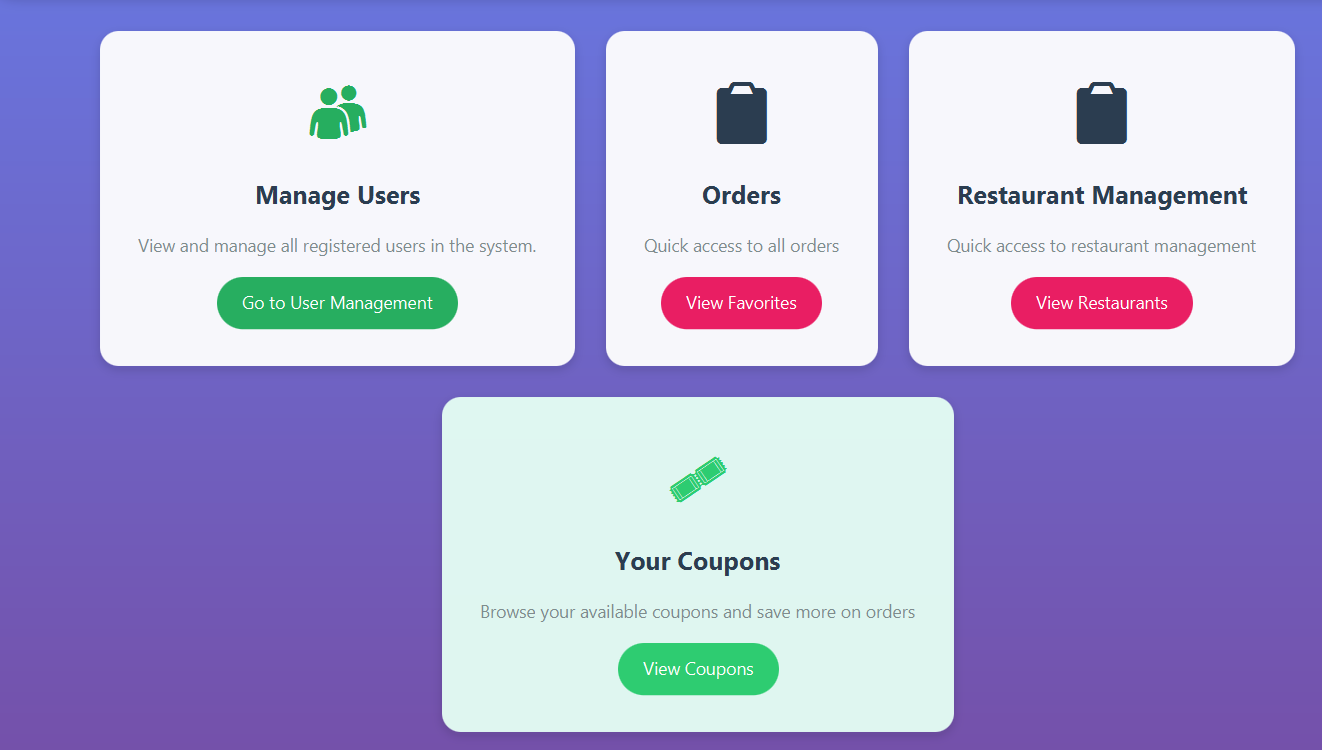 Manage Users
View and manage all registered users in the system.
Go to User Management
Orders
Quick access to all orders
View Favorites
Restaurant Management
Quick access to restaurant management
View Restaurants
Your Coupons
Browse your available coupons and save more on orders
View Coupons